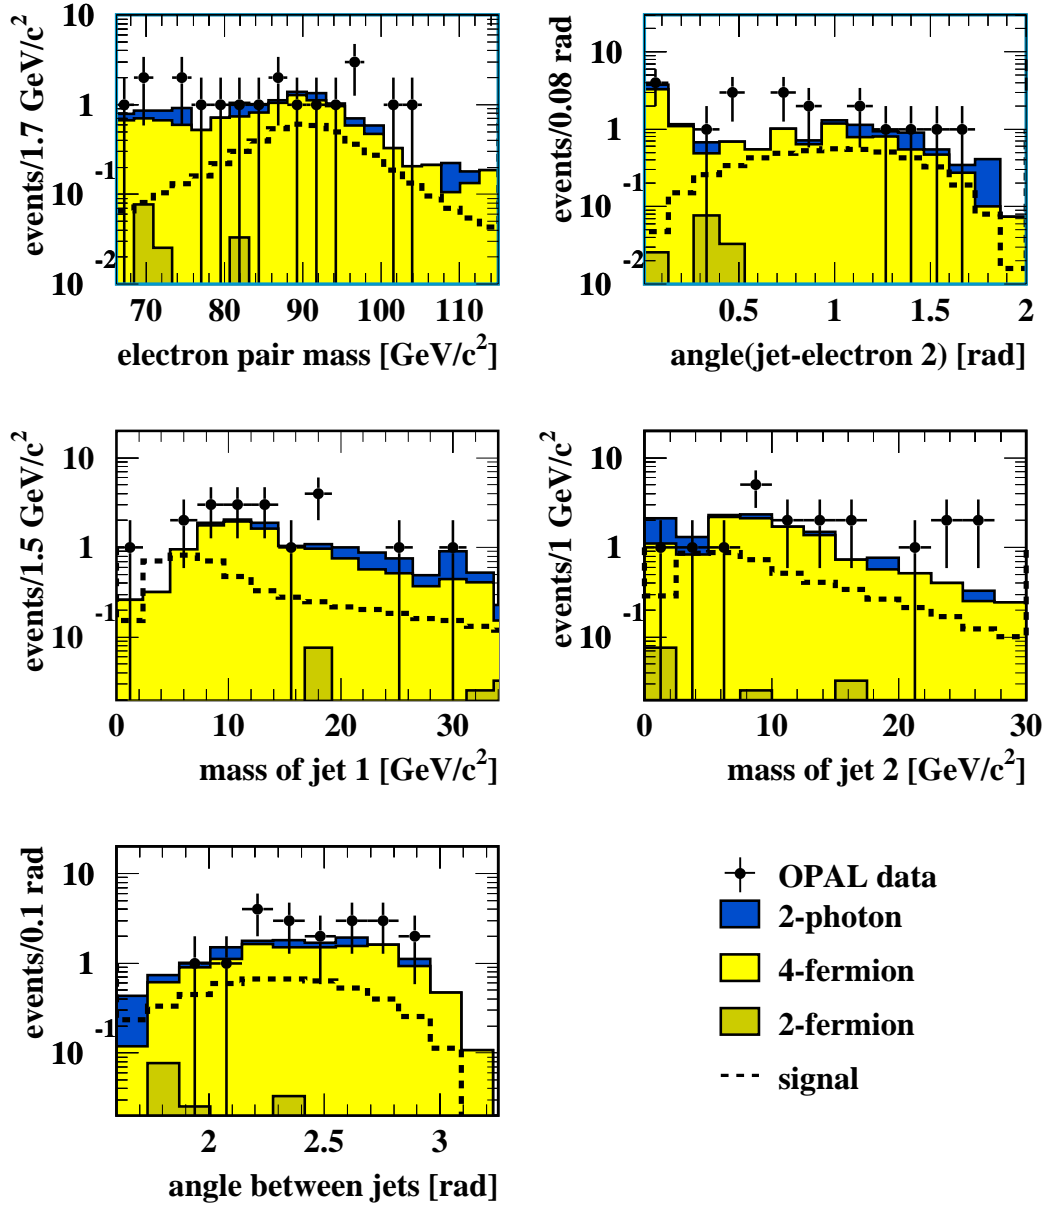 events/1.7 GeV/c²
10
1
10⁻¹
10⁻²
70 80 90 100 110
electron pair mass [GeV/c²]
events/0.08 rad
10
1
10⁻¹
10⁻²
0.5 1 1.5 2
angle(jet-electron 2) [rad]
events/1.5 GeV/c²
10
1
10⁻¹
0 10 20 30
mass of jet 1 [GeV/c²]
events/1 GeV/c²
10
1
10⁻¹
0 10 20 30
mass of jet 2 [GeV/c²]
events/0.1 rad
10
1
10⁻¹
2 2.5 3
angle between jets [rad]
OPAL data
2-photon
4-fermion
2-fermion
signal